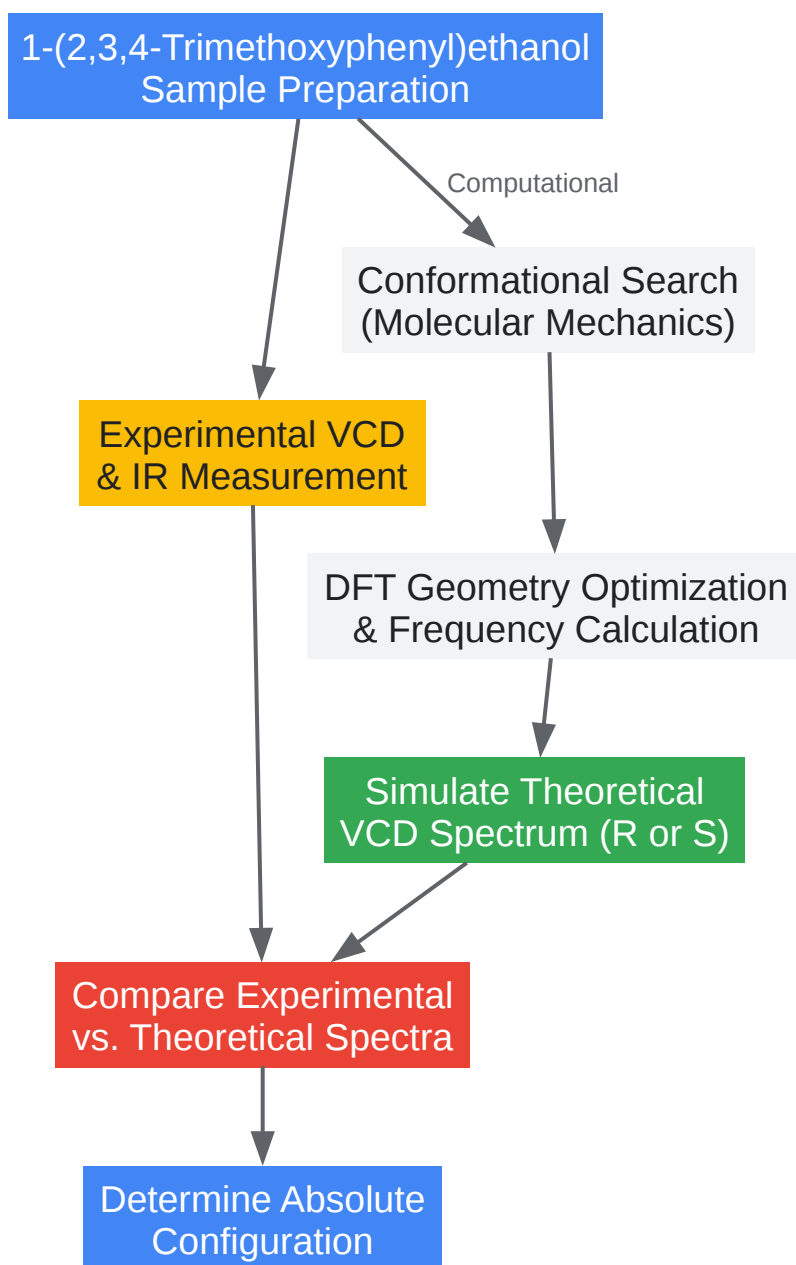 1-(2,3,4-Trimethoxyphenyl)ethanol
Sample Preparation
Computational
Conformational Search
(Molecular Mechanics)
Experimental VCD
& IR Measurement
DFT Geometry Optimization
& Frequency Calculation
Simulate Theoretical
VCD Spectrum (R or S)
Compare Experimental
vs. Theoretical Spectra
Determine Absolute
Configuration